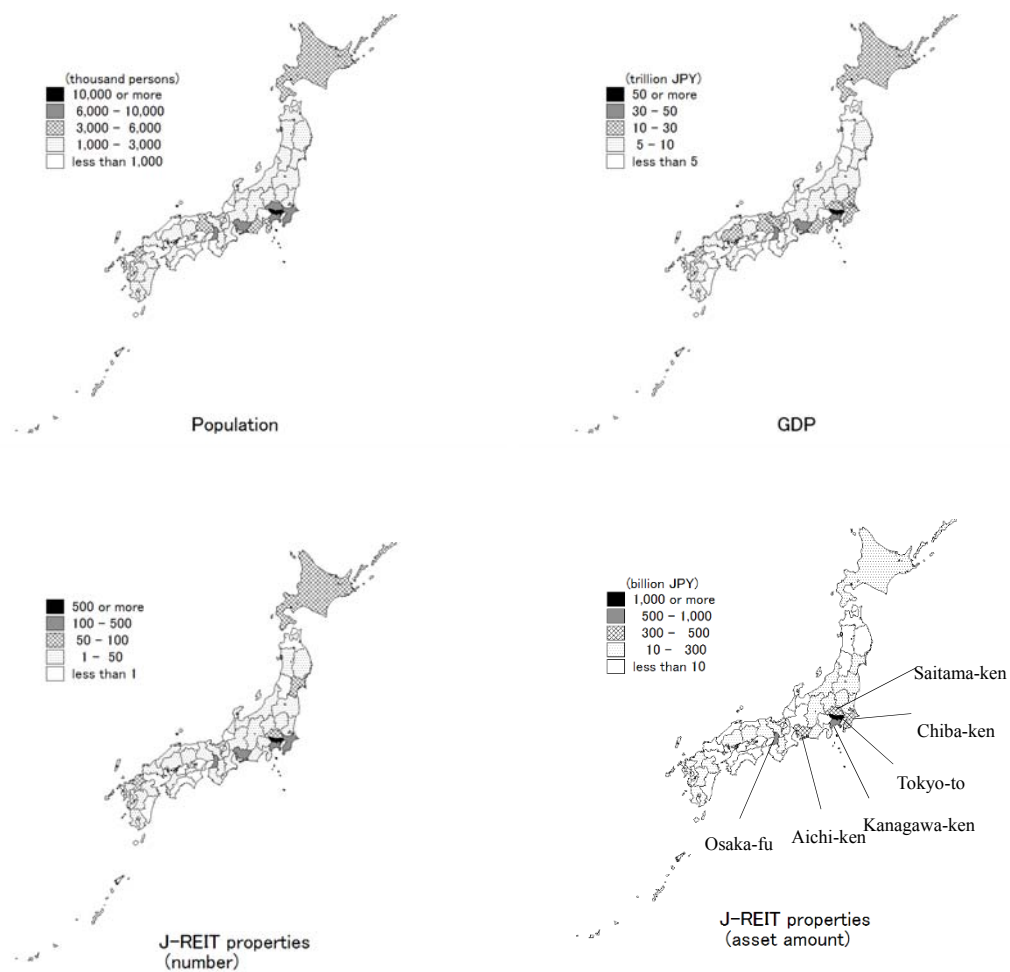 (thousand persons)
10,000 or more
6,000 - 10,000
3,000 - 6,000
1,000 - 3,000
less than 1,000
Population
(trillion JPY)
50 or more
30 - 50
10 - 30
5 - 10
less than 5
GDP
500 or more
100 - 500
50 - 100
1 - 50
less than 1
J-REIT properties
(number)
(billion JPY)
1,000 or more
500 - 1,000
300 - 500
10 - 300
less than 10
Saitama-ken
Chiba-ken
Tokyo-to
Kanagawa-ken
Aichi-ken
Osaka-fu
J-REIT properties
(asset amount)